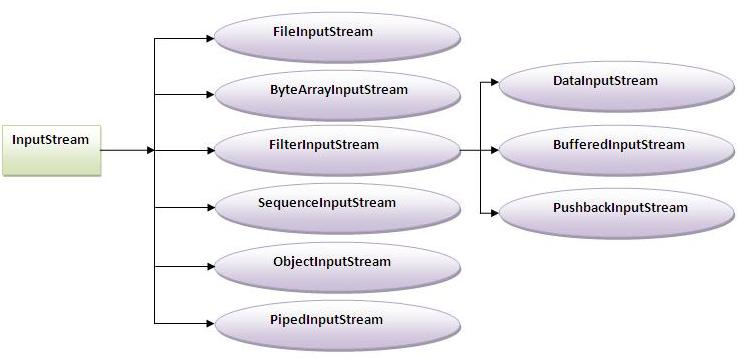 InputStream
FileInputStream
ByteArrayInputStream
FilterInputStream
SequenceInputStream
ObjectInputStream
PipedInputStream
DataInputStream
BufferedInputStream
PushbackInputStream